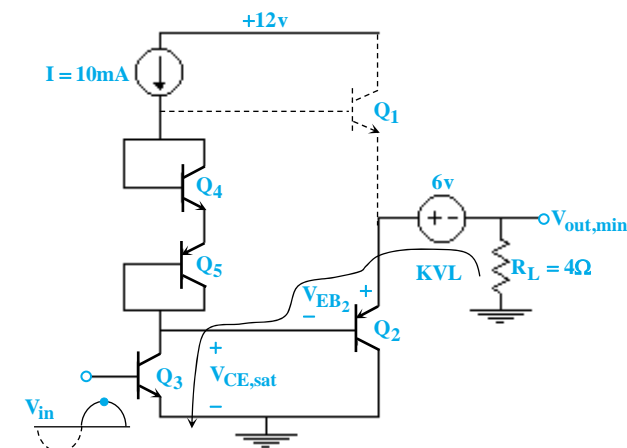 +12v
I = 10mA
Q1
Q4
6v
Vout,min
Q5
KVL
RL = 4Ω
VEB2
+
−
Q2
+
Q3
VCE,sat
−
Vin
+ −